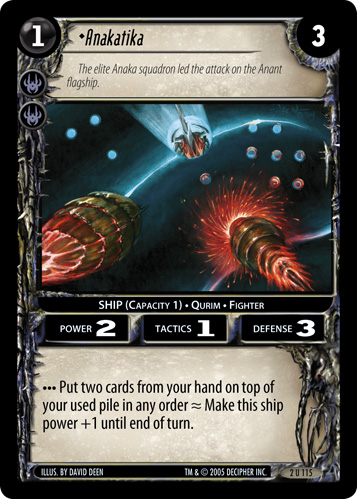 1
•Anakatika
3
The elite Anaka squadron led the attack on the Anant
flagship.
SHIP (CAPACITY 1) • QURIM • FIGHTER
POWER 2
TACTICS 1
DEFENSE 3
••• Put two cards from your hand on top of
your used pile in any order ≈ Make this ship
power +1 until end of turn.
ILLUS. BY DAVID DEEN
TM & © 2005 DECIPHER INC.
2 U 115